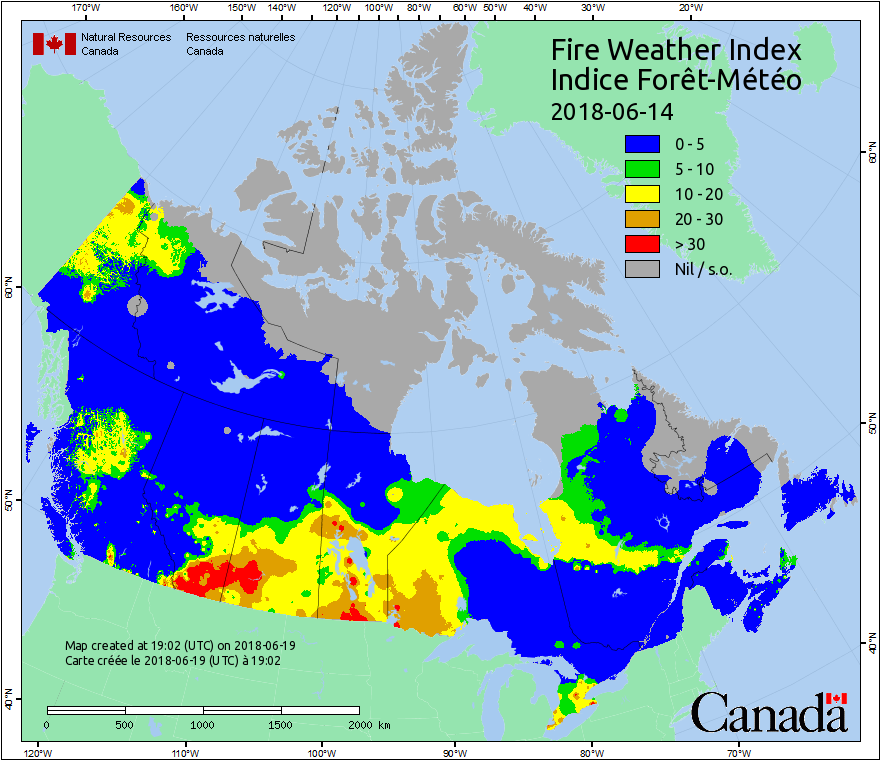 170°W 160°W 150°W 140°W 130°W 120°W 110°W 100°W 90°W 80°W 70°W 60°W 50°W 40°W 30°W 20°W
Natural Resources Ressources naturelles
Canada Canada
Fire Weather Index
Indice Forêt-Météo
2018-06-14
0 - 5
5 - 10
10 - 20
20 - 30
> 30
Nil / s.o.
60°N
60°N
50°N
50°N
40°N
40°N
Map created at 19:02 (UTC) on 2018-06-19
Carte créée le 2018-06-19 (UTC) à 19:02
0 500 1000 1500 2000 km
Canada
120°W 110°W 100°W 90°W 80°W 70°W